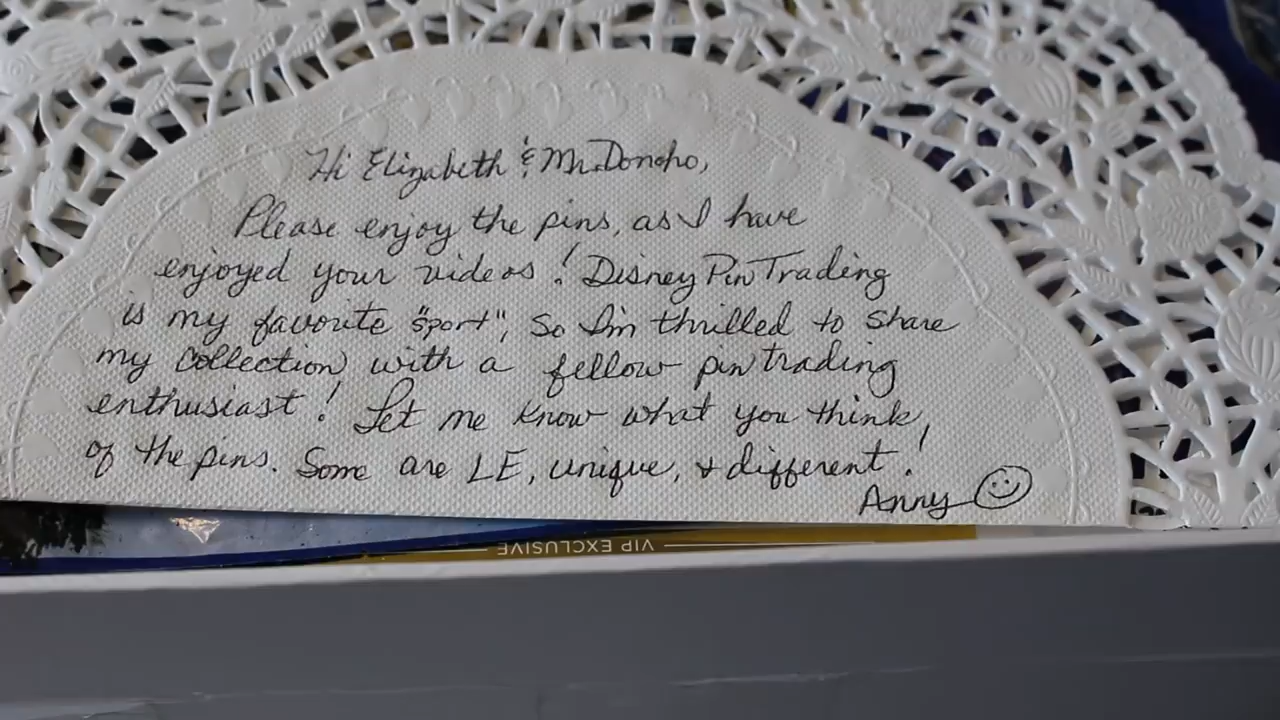 Hi Elizabeth & Mr. Donoho,
Please enjoy the pins, as I have
enjoyed your videos! Disney Pin Trading
is my favorite "sport", so I'm thrilled to share
my collection with a fellow pin trading
enthusiast! Let me know what you think
of the pins. Some are LE, unique, & different!
Anny
VIP EXCLUSIVE